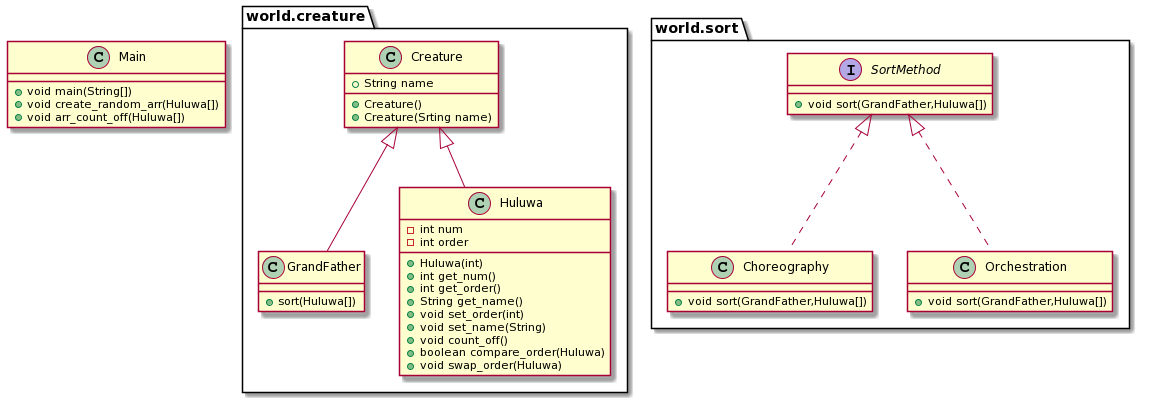 C Main
void main(String[])
void create_random_arr(Huluwa[])
void arr_count_off(Huluwa[])
world.creature
C Creature
String name
Creature()
Creature(Srting name)
C GrandFather
sort(Huluwa[])
C Huluwa
int num
int order
Huluwa(int)
int get_num()
int get_order()
String get_name()
void set_order(int)
void set_name(String)
void count_off()
boolean compare_order(Huluwa)
void swap_order(Huluwa)
world.sort
I SortMethod
void sort(GrandFather,Huluwa[])
C Choreography
void sort(GrandFather,Huluwa[])
C Orchestration
void sort(GrandFather,Huluwa[])